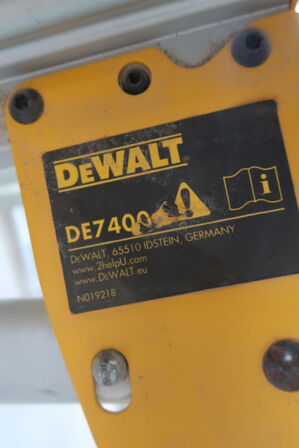 DEWALT
DE7400
DEWALT, 65510 IDSTEIN, GERMANY
www.2helpU.com
www.DEWALT.eu
N019218